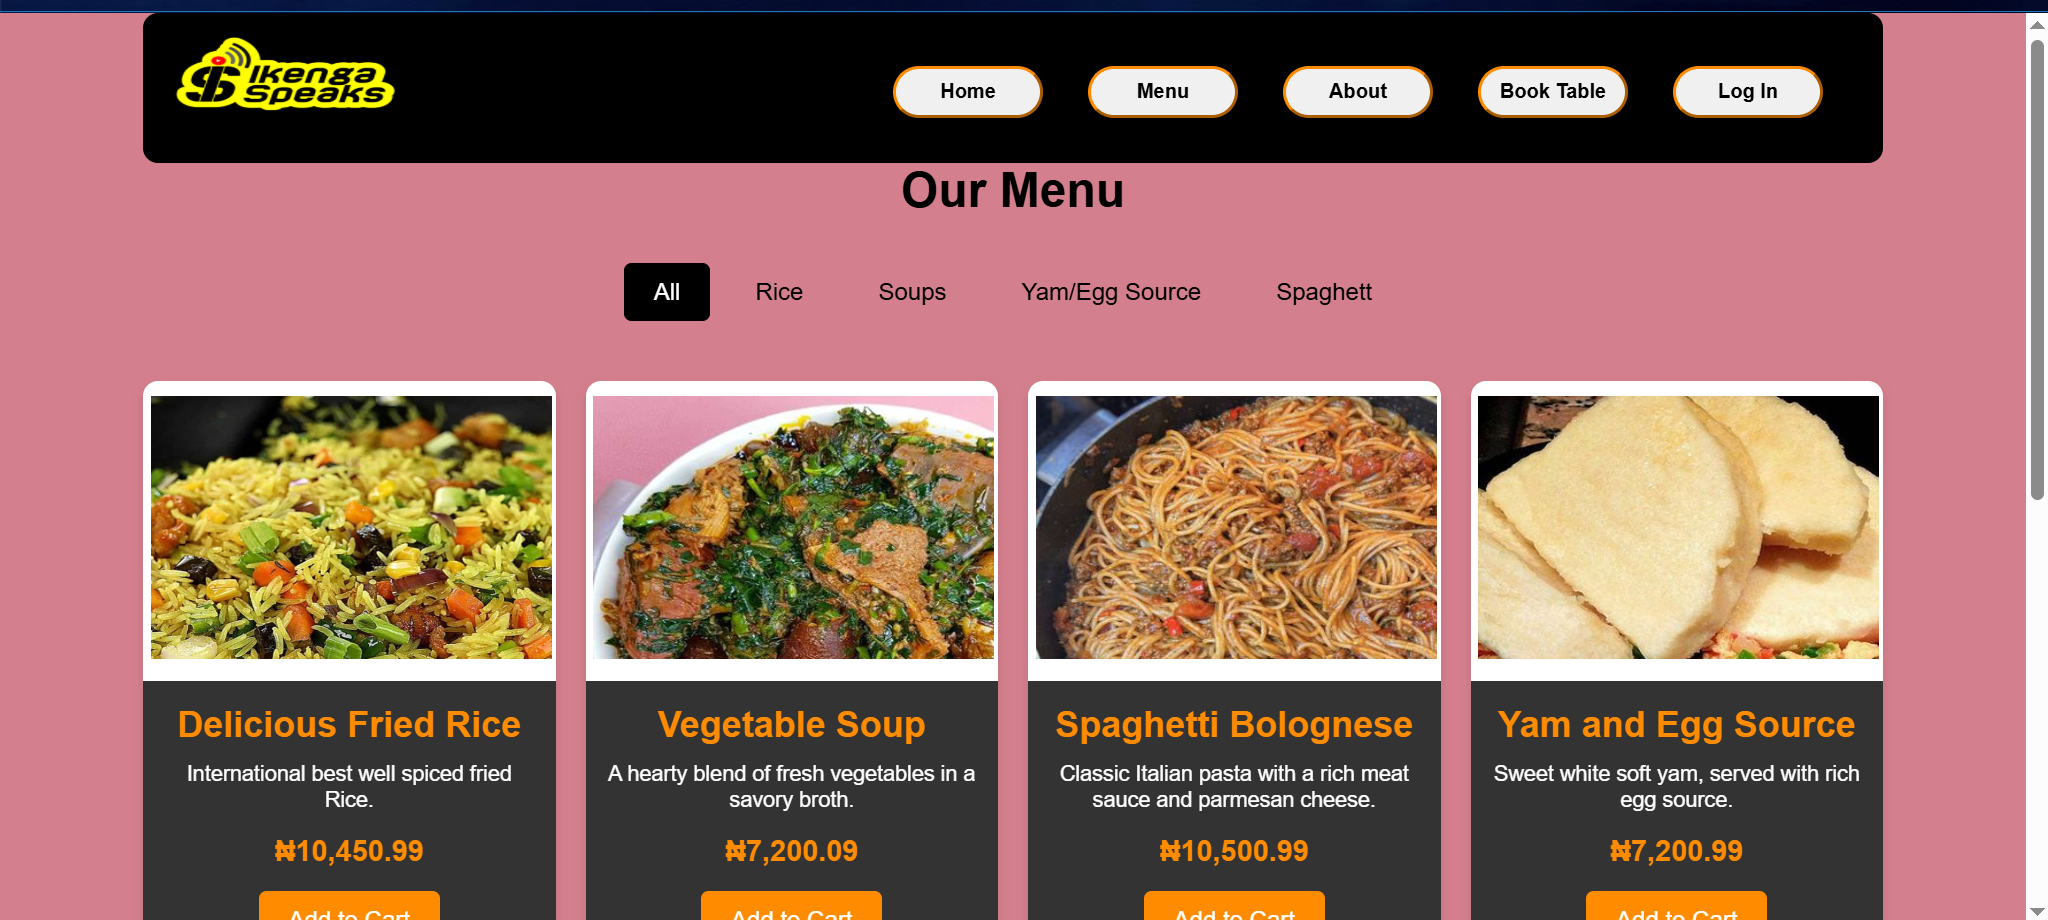 Ikenga
Speaks
Home
Menu
About
Book Table
Log In
Our Menu
All
Rice
Soups
Yam/Egg Source
Spaghett
Delicious Fried Rice
International best well spiced fried
Rice.
₦10,450.99
Add to Cart
Vegetable Soup
A hearty blend of fresh vegetables in a
savory broth.
₦7,200.09
Add to Cart
Spaghetti Bolognese
Classic Italian pasta with a rich meat
sauce and parmesan cheese.
₦10,500.99
Add to Cart
Yam and Egg Source
Sweet white soft yam, served with rich
egg source.
₦7,200.99
Add to Cart